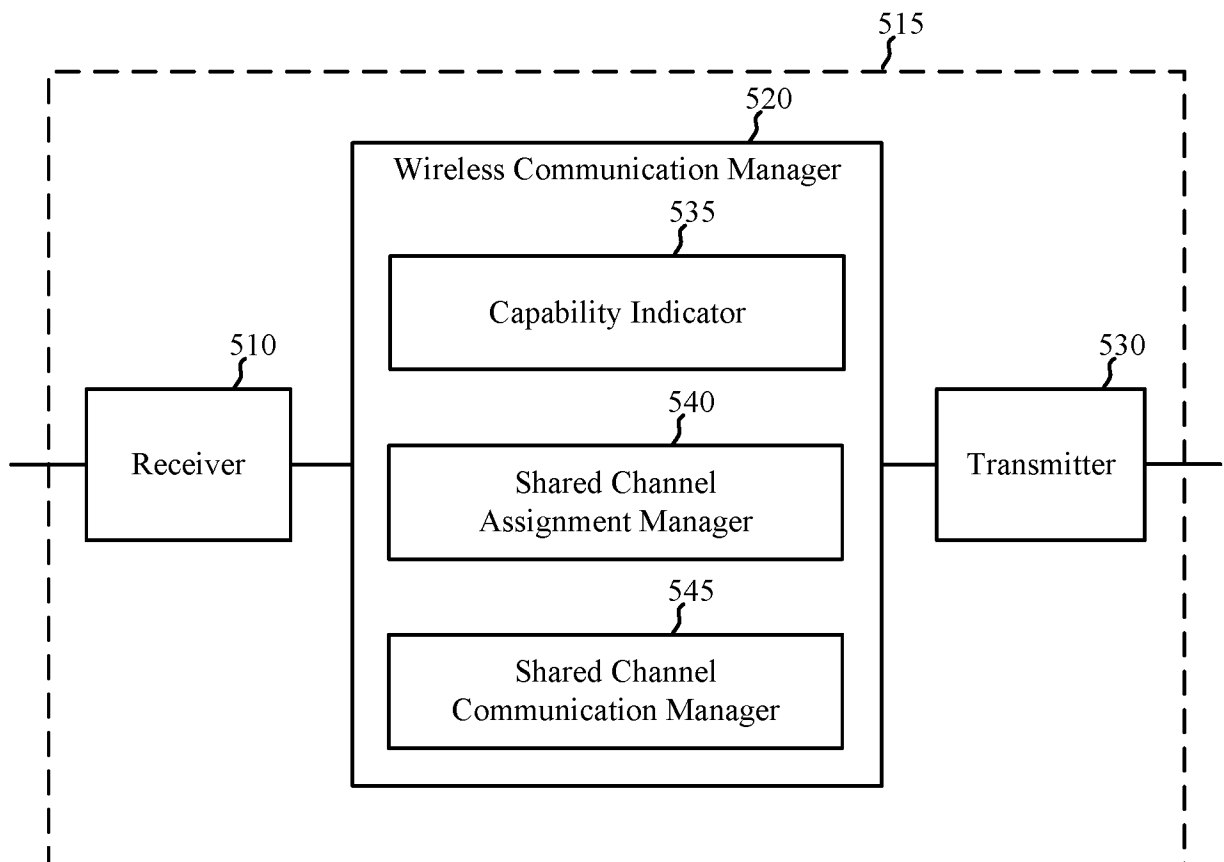 515
520
Wireless Communication Manager
535
Capability Indicator
510
Receiver
540
Shared Channel
Assignment Manager
530
Transmitter
545
Shared Channel
Communication Manager